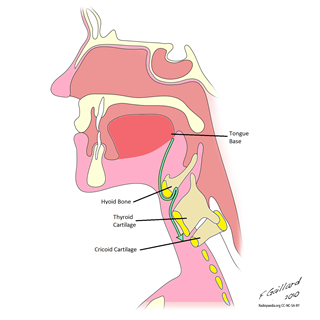 Tongue
Base
Hyoid Bone
Thyroid
Cartilage
Cricoid Cartilage
F Gaillard
2010
Radiopaedia.org CC-NC-SA-BY